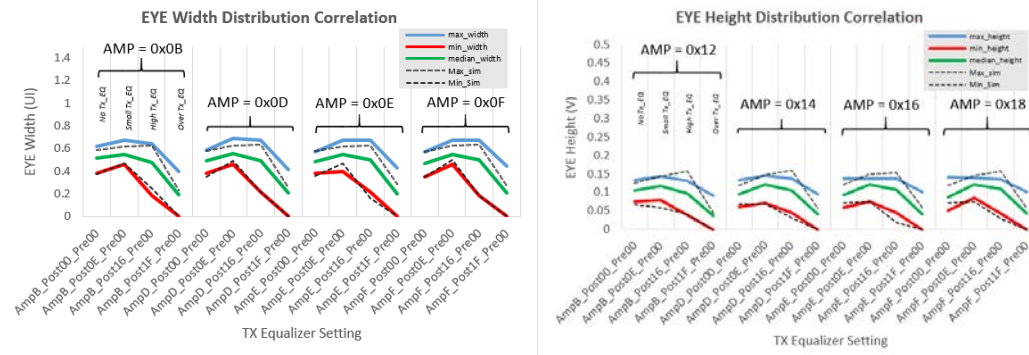 EYE Width Distribution Correlation
max_width
min_width
median_width
Max_sim
Min_Sim
AMP = 0x0B
AMP = 0x0D
AMP = 0x0E
AMP = 0x0F
No Tx_EQ
Small Tx_EQ
High Tx_EQ
Over Tx_EQ
EYE Width (UI)
1.4
1.2
1
0.8
0.6
0.4
0.2
0
AmpB_Post00_Pre00
AmpB_Post0E_Pre00
AmpB_Post16_Pre00
AmpB_Post1F_Pre00
AmpD_Post00_Pre00
AmpD_Post0E_Pre00
AmpD_Post16_Pre00
AmpD_Post1F_Pre00
AmpE_Post00_Pre00
AmpE_Post0E_Pre00
AmpE_Post16_Pre00
AmpE_Post1F_Pre00
AmpF_Post00_Pre00
AmpF_Post0E_Pre00
AmpF_Post16_Pre00
AmpF_Post1F_Pre00
TX Equalizer Setting
EYE Height Distribution Correlation
max_height
min_height
median_height
Max_sim
Min_Sim
AMP = 0x12
AMP = 0x14
AMP = 0x16
AMP = 0x18
No Tx_EQ
Small Tx_EQ
High Tx_EQ
Over Tx_EQ
EYE Height (V)
0.5
0.45
0.4
0.35
0.3
0.25
0.2
0.15
0.1
0.05
0
AmpB_Post00_Pre00
AmpB_Post0E_Pre00
AmpB_Post16_Pre00
AmpB_Post1F_Pre00
AmpD_Post00_Pre00
AmpD_Post0E_Pre00
AmpD_Post16_Pre00
AmpD_Post1F_Pre00
AmpE_Post00_Pre00
AmpE_Post0E_Pre00
AmpE_Post16_Pre00
AmpE_Post1F_Pre00
AmpF_Post00_Pre00
AmpF_Post0E_Pre00
AmpF_Post16_Pre00
AmpF_Post1F_Pre00
TX Equalizer Setting